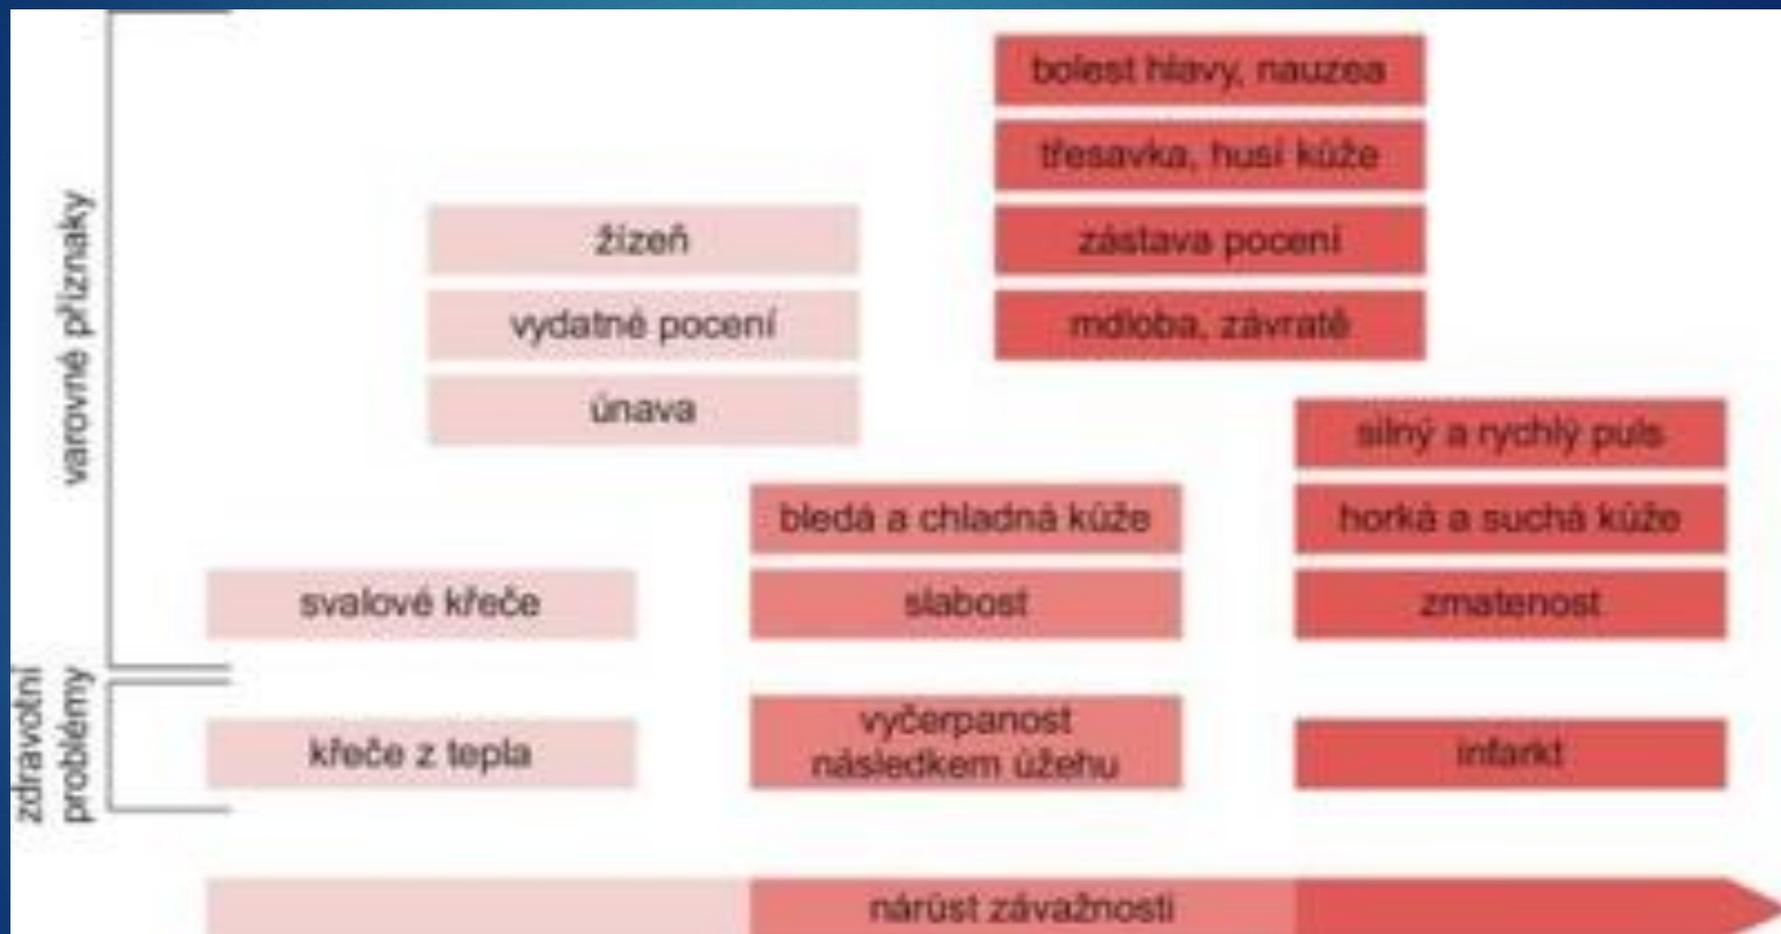 varovné příznaky
bolest hlavy, nauzea
třesavka, husí kůže
žízeň
zástava pocení
vydatné pocení
mdloba, závratě
únava
silný a rychlý puls
bledá a chladná kůže
horká a suchá kůže
svalové křeče
slabost
zmatenost
zdravotní
problémy
křeče z tepla
vyčerpanost
následkem úžehu
infarkt
nárůst závažnosti